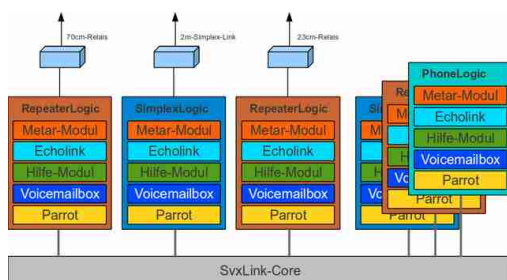 70cm-Relais
2m-Simplex-Link
23cm-Relais
RepeaterLogic
Metar-Modul
Echolink
Hilfe-Modul
Voicemailbox
Parrot
SimplexLogic
Metar-Modul
Echolink
Hilfe-Modul
Voicemailbox
Parrot
RepeaterLogic
Metar-Modul
Echolink
Hilfe-Modul
Voicemailbox
Parrot
PhoneLogic
Metar-Modul
Echolink
Hilfe-Modul
Voicemailbox
Parrot
SvxLink-Core